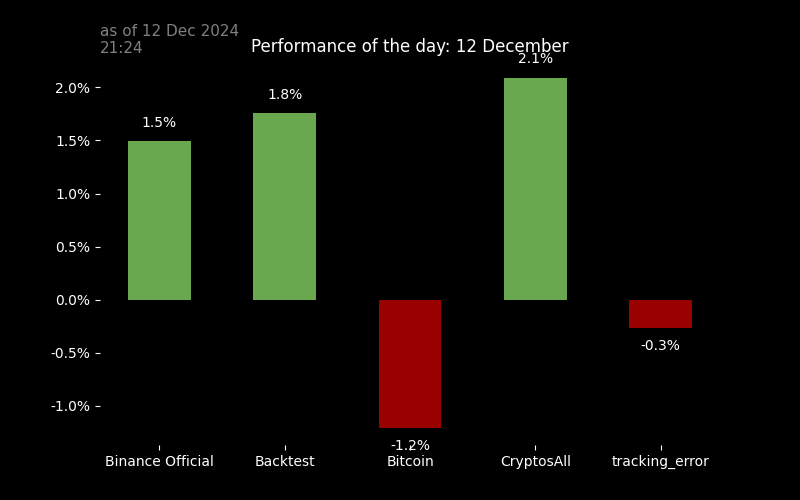 as of 12 Dec 2024
21:24
Performance of the day: 12 December
2.1%
2.0%
1.8%
1.5%
1.5%
1.0%
0.5%
0.0%
-0.3%
-0.5%
-1.0%
-1.2%
Binance Official
Backtest
Bitcoin
CryptosAll
tracking_error